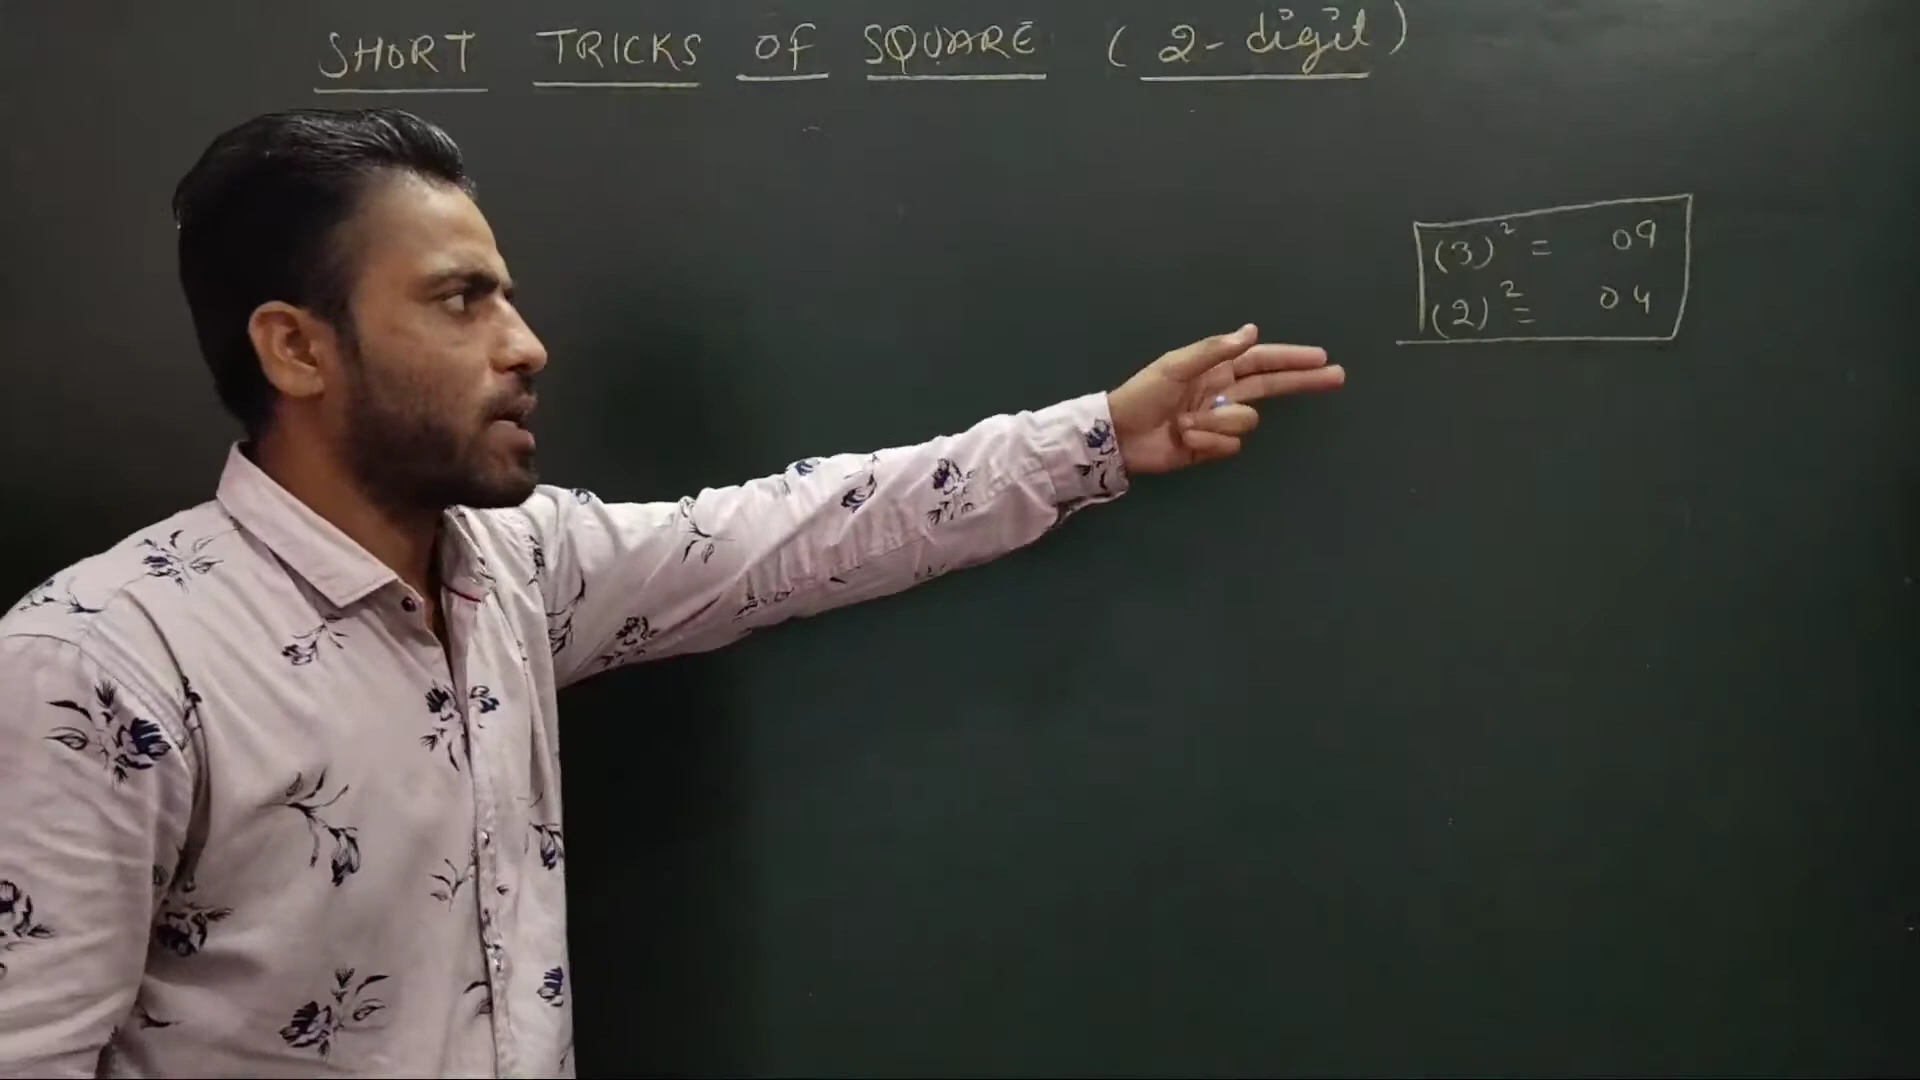 SHORT TRICKS OF SQUARE (2-digit)
(3)² = 09
(2)² = 04